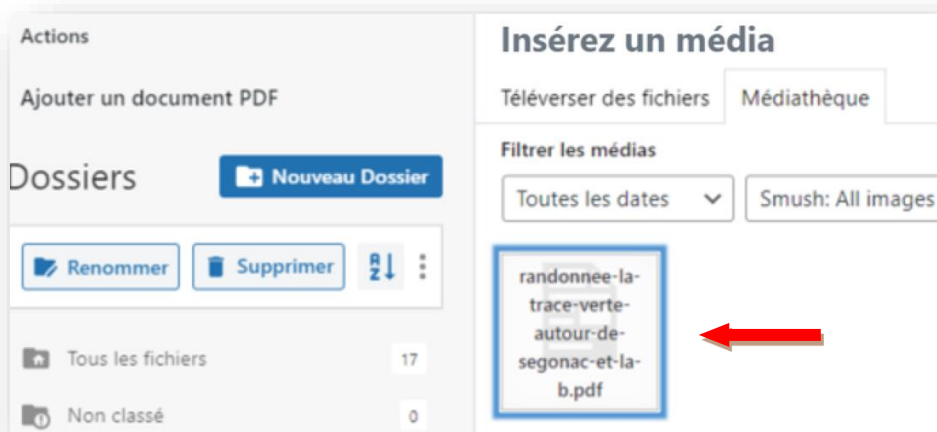 Actions
Ajouter un document PDF
Dossiers
Nouveau Dossier
Renommer
Supprimer
A
Z
Tous les fichiers
17
Non classé
0
Insérez un média
Téléverser des fichiers
Médiathèque
Filtrer les médias
Toutes les dates
Smush: All images
randonnee-la-
trace-verte-
autour-de-
segonac-et-la-
b.pdf